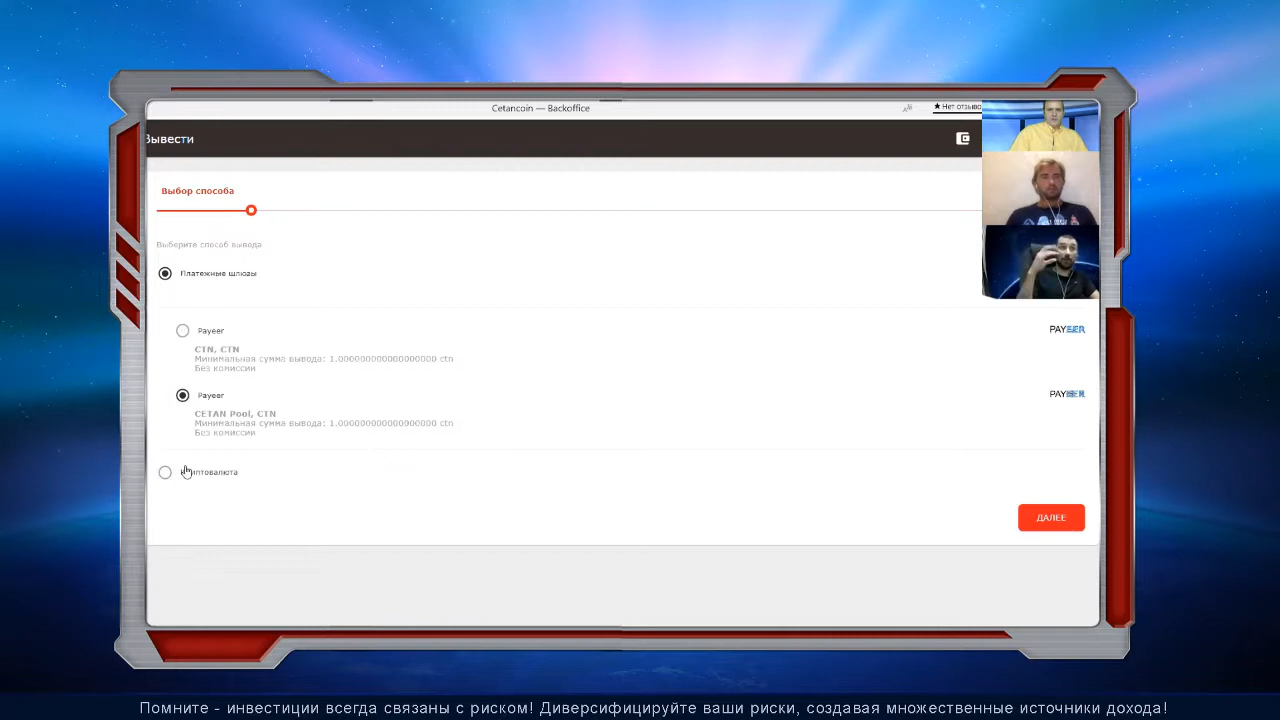 Cetancoin — Backoffice
★ Нет отзыво
Вывести
Выбор способа
Выберите способ вывода
Платежные шлюзы
Payeer
PAYEER
CTN, CTN
Минимальная сумма вывода: 1.000000000000000000 ctn
Без комиссии
Payeer
PAYEER
CETAN Pool, CTN
Минимальная сумма вывода: 1.000000000000000000 ctn
Без комиссии
Криптовалюта
ДАЛЕЕ
Помните - инвестиции всегда связаны с риском! Диверсифицируйте ваши риски, создавая множественные источники дохода!